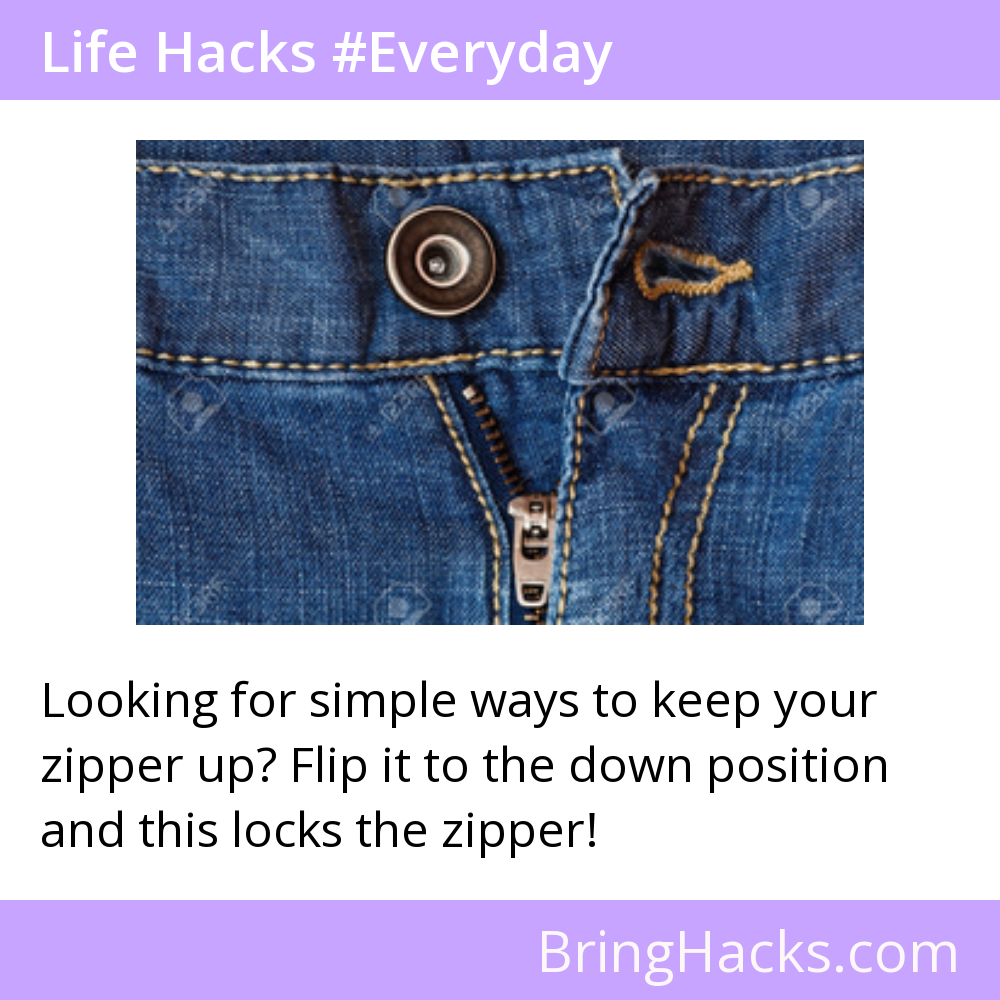 Life Hacks #Everyday
Looking for simple ways to keep your
zipper up? Flip it to the down position
and this locks the zipper!
BringHacks.com